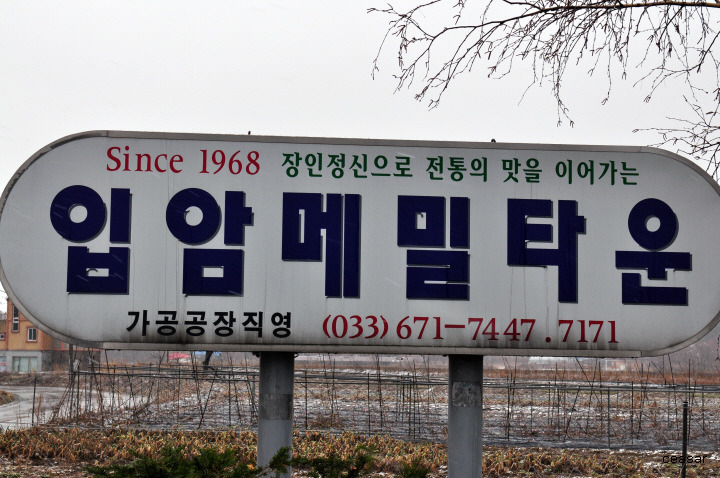 Since 1968 장인정신으로 전통의 맛을 이어가는
입암메밀타운
가공공장직영 (033) 671-7447.7171
ceasar